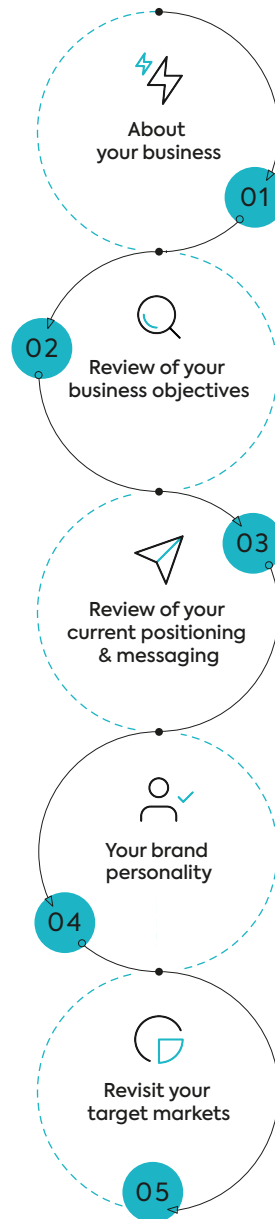 About
your business
01
02
Review of your
business objectives
03
Review of your
current positioning
& messaging
Your brand
personality
04
Revisit your
target markets
05